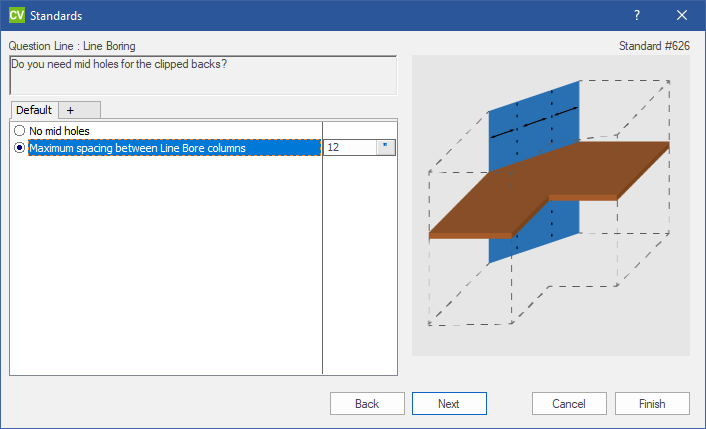 CV Standards ?
Question Line : Line Boring Standard #626
Do you need mid holes for the clipped backs?
Default +
No mid holes
Maximum spacing between Line Bore columns 12 "
Back Next Cancel Finish